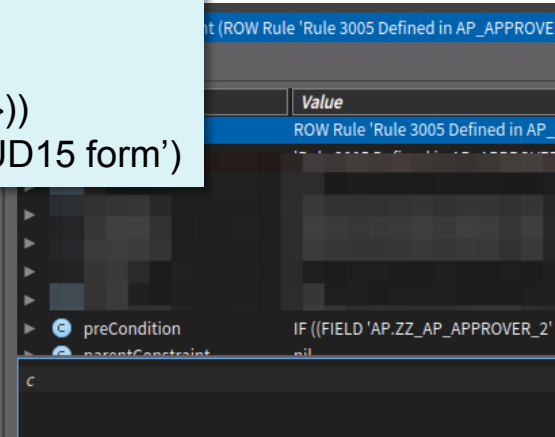 nt (ROW Rule 'Rule 3005 Defined in AP_APPROVE
))
JD15 form’)
Value
ROW Rule 'Rule 3005 Defined in AP_
preCondition IF ((FIELD 'AP.ZZ_AP_APPROVER_2'
parentConstraint nil
c